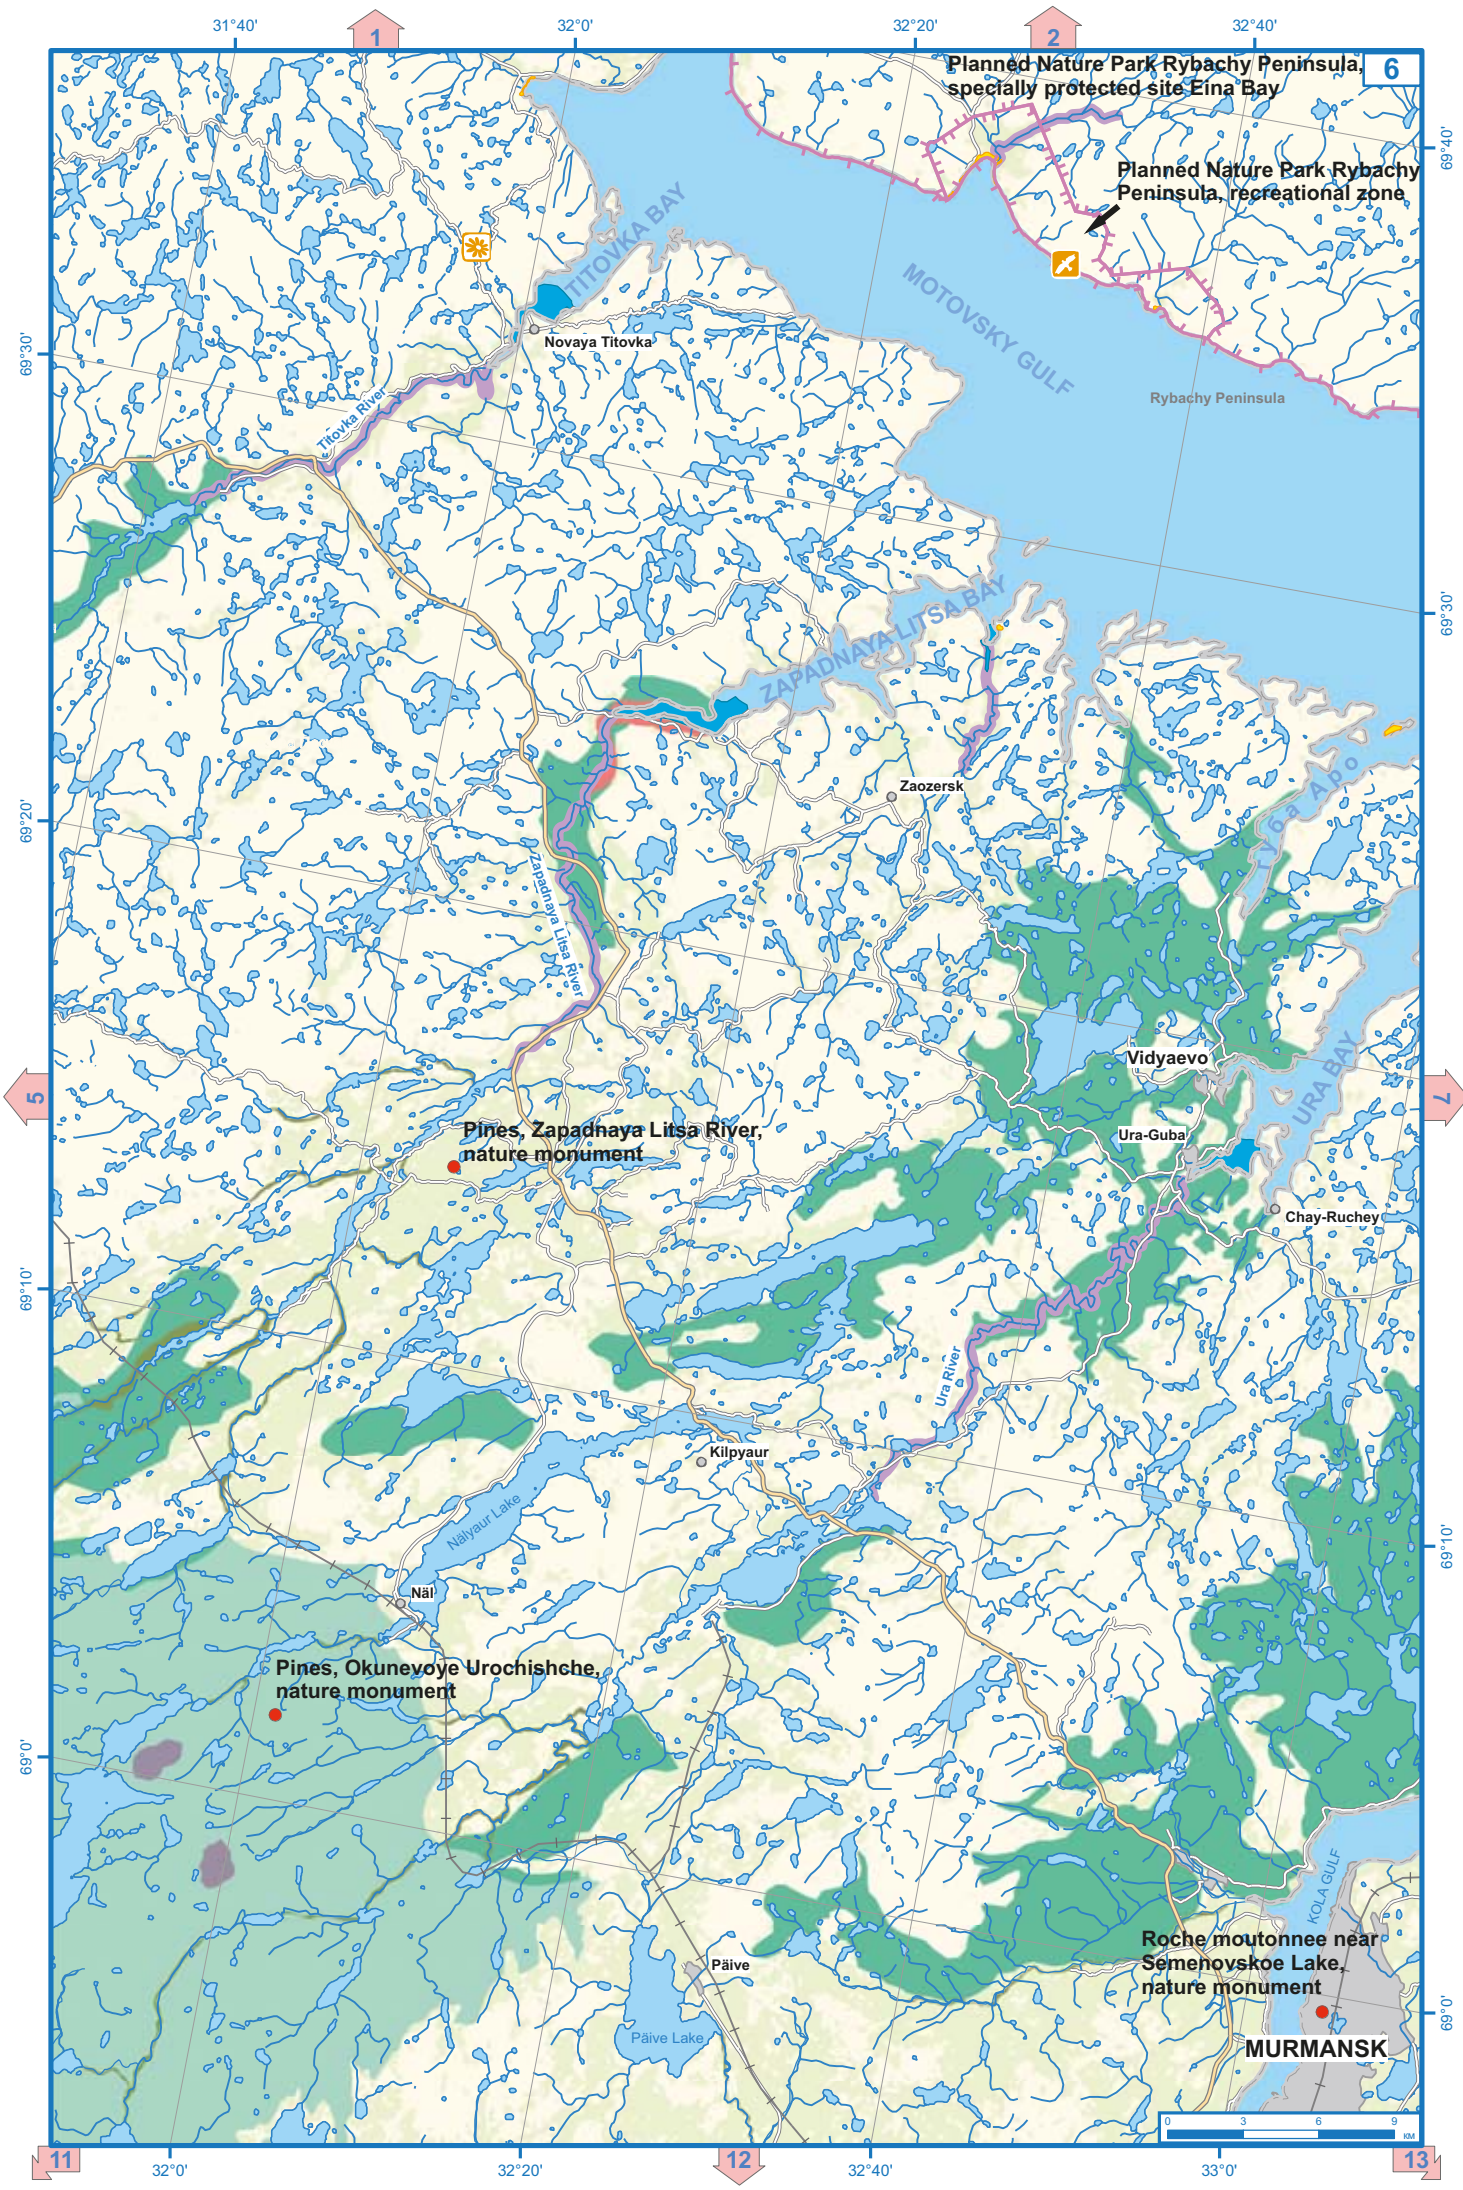 31°40'
1
32°0'
32°20'
2
32°40'
6
Planned Nature Park Rybachy Peninsula,
specially protected site Eina Bay
69°40'
Planned Nature Park Rybachy
Peninsula, recreational zone
TITOVKA BAY
MOTOVSKY GULF
Novaya Titovka
69°30'
Rybachy Peninsula
Titovka River
69°30'
ZAPADNAYA LITSA BAY
Zaozersk
69°20'
Zapadnaya Litsa River
Vidyaevo
URA BAY
5
7
Pines, Zapadnaya Litsa River,
nature monument
Ura-Guba
Chay-Ruchey
69°10'
Ura River
Kilpyaur
Nälyaur Lake
69°10'
Näl
Pines, Okunevoye Urochishche,
nature monument
69°0'
KOLA GULF
Roche moutonnee near
Semenovskoe Lake,
nature monument
Päive
69°0'
Päive Lake
MURMANSK
0 3 6 9
КМ
11
32°0'
32°20'
12
32°40'
33°0'
13